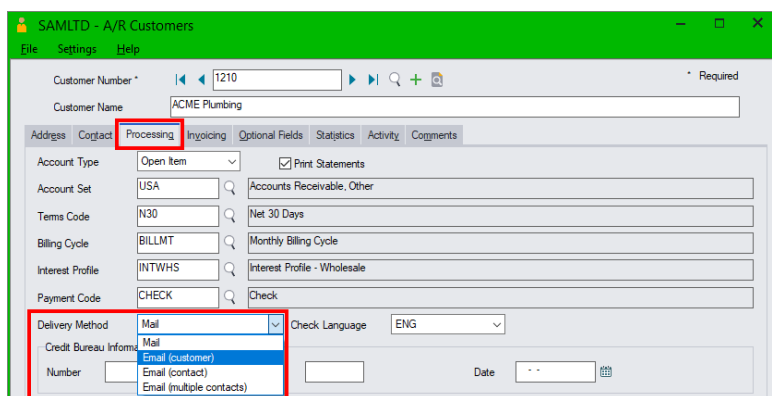 SAMLTD - A/R Customers
File Settings Help
Customer Number * 1210 * Required
Customer Name ACME Plumbing
Address Contact Processing Invoicing Optional Fields Statistics Activity Comments
Account Type Open Item Print Statements
Account Set USA Accounts Receivable, Other
Terms Code N30 Net 30 Days
Billing Cycle BILLMT Monthly Billing Cycle
Interest Profile INTWHS Interest Profile - Wholesale
Payment Code CHECK Check
Delivery Method Mail Check Language ENG
Mail
Credit Bureau
Email (customer)
Number Email (contact) Date - -
Email (multiple contacts)